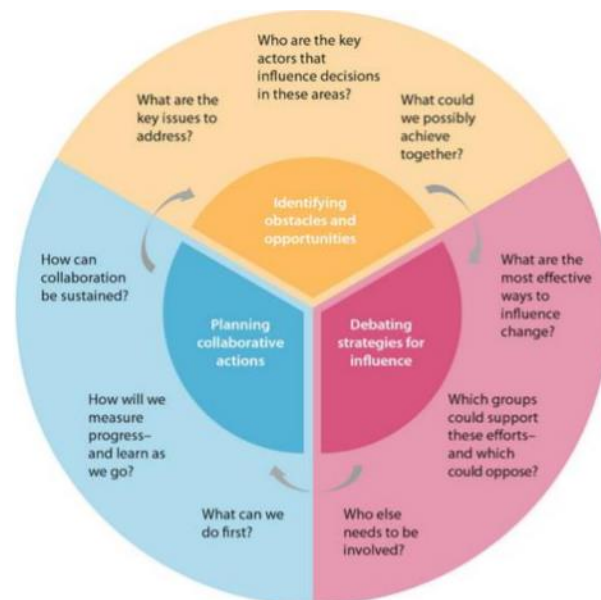 Who are the key
actors that
influence decisions
in these areas?
What are the
key issues to
address?
What could
we possibly
achieve
together?
Identifying
obstacles and
opportunities
How can
collaboration
be sustained?
What are the
most effective
ways to
influence
change?
Planning
collaborative
actions
Debating
strategies for
influence
How will we
measure
progress–
and learn as
we go?
Which groups
could support
these efforts–
and which
could oppose?
What can we
do first?
Who else
needs to be
involved?